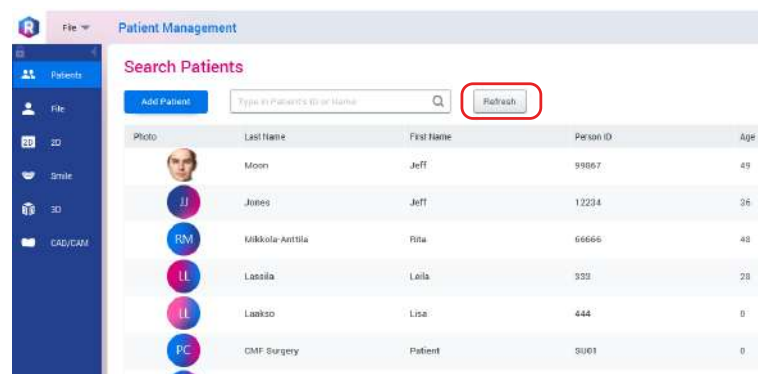 R File Patient Management
Search Patients
Patients
Add Patient Type in Patient's ID or Name Refresh
File
Photo Last Name First Name Person ID Age
2D 2D
Moon Jeff 99867 49
Smile
JJ Jones Jeff 12234 36
3D
RM Mikkola-Anttila Rita 66666 48
CAD/CAM
LL Lassila Laila 333 28
LL Laakso Lisa 444 0
PC CMF Surgery Patient SU01 0